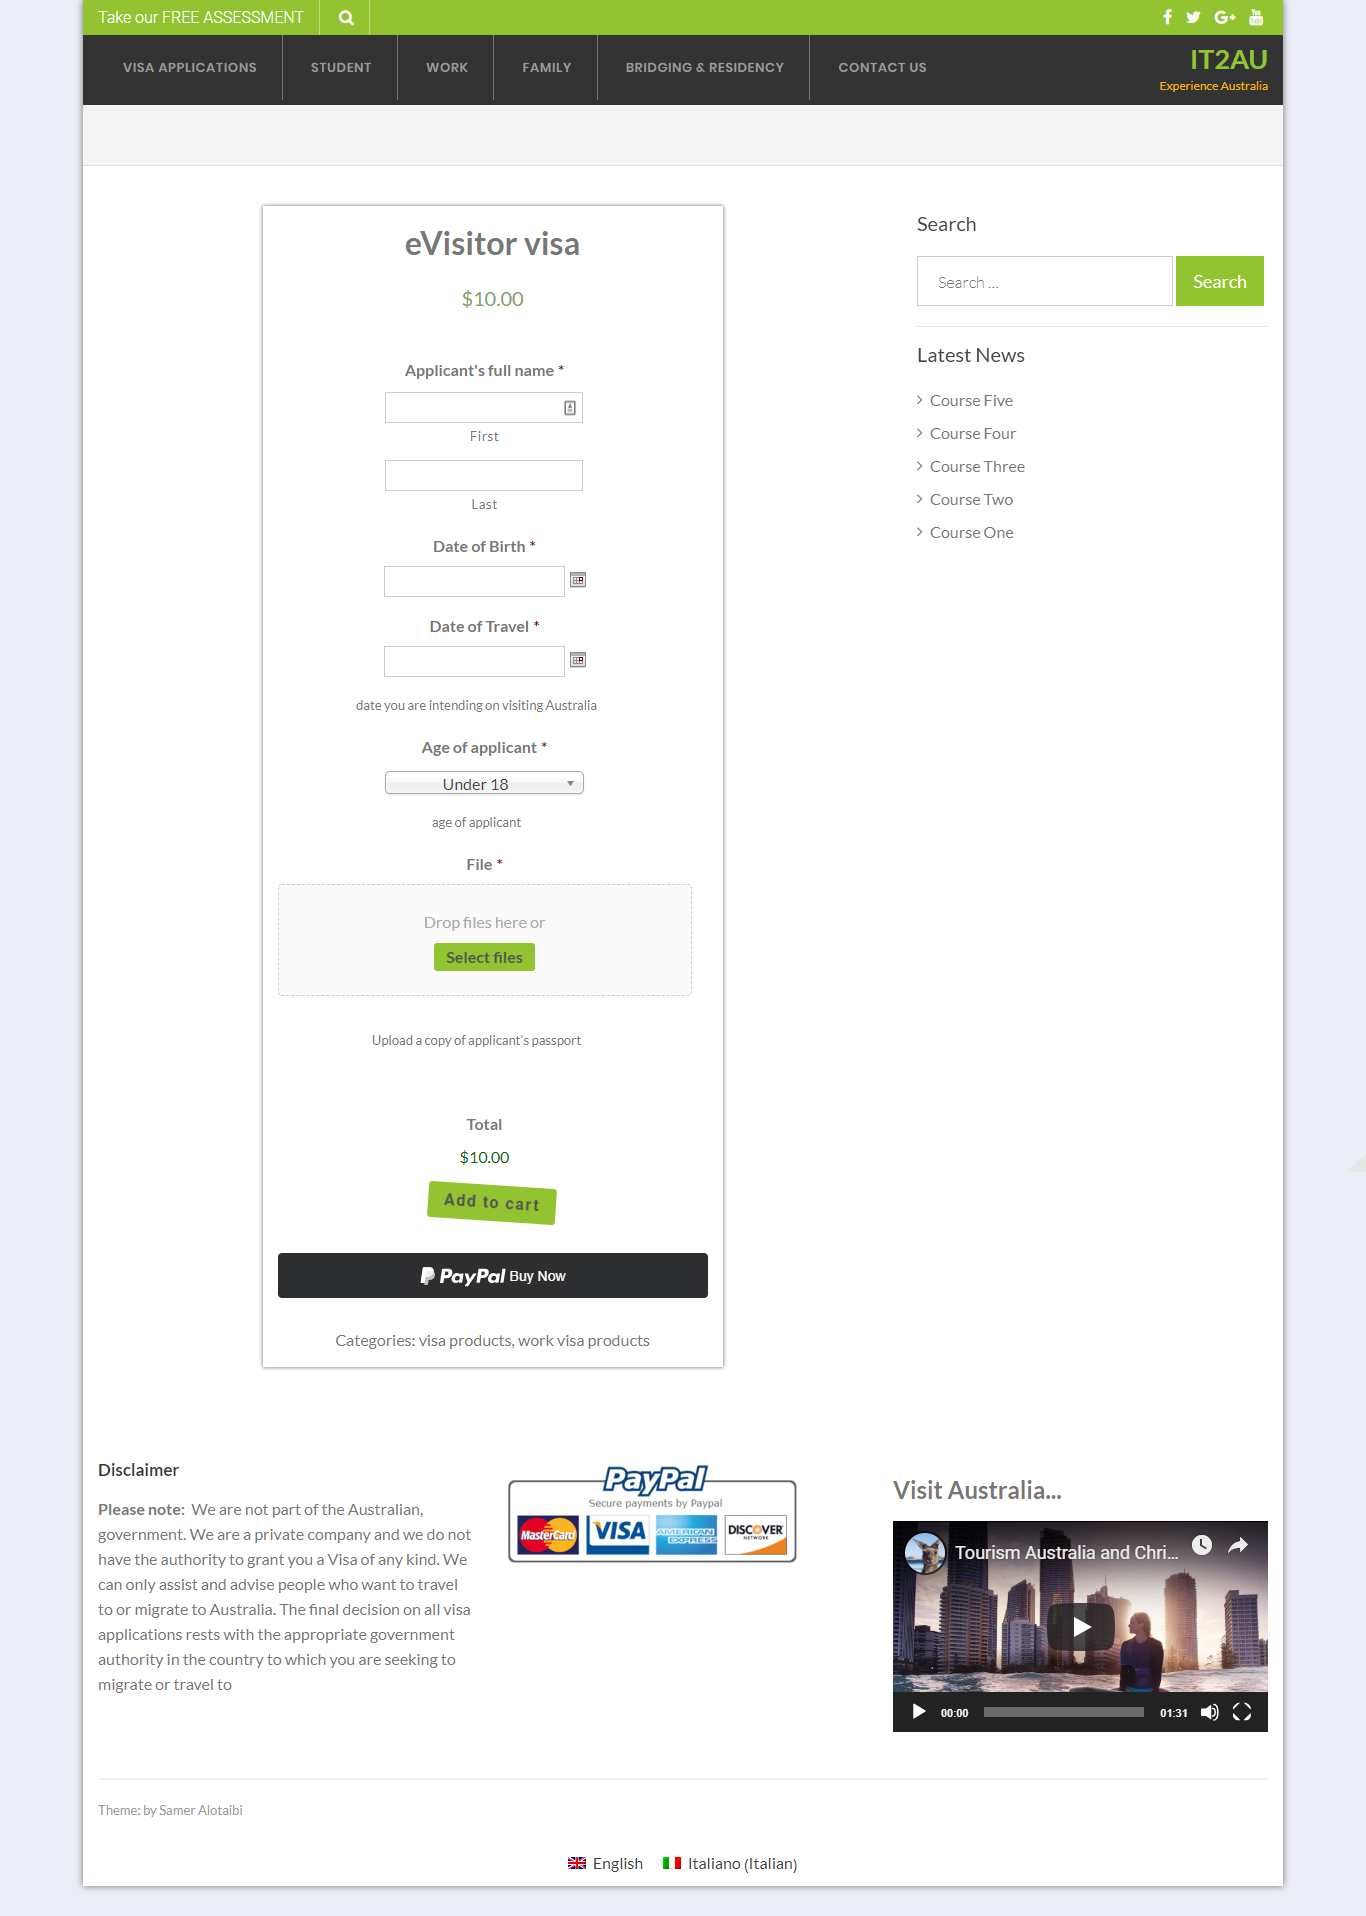 Take our FREE ASSESSMENT
VISA APPLICATIONS
STUDENT
WORK
FAMILY
BRIDGING & RESIDENCY
CONTACT US
IT2AU
Experience Australia
eVisitor visa
$10.00
Applicant's full name *
First
Last
Date of Birth *
Date of Travel *
date you are intending on visiting Australia
Age of applicant *
Under 18
age of applicant
File *
Drop files here or
Select files
Upload a copy of applicant's passport
Total
$10.00
Add to cart
PayPal Buy Now
Categories: visa products, work visa products
Search
Search ...
Search
Latest News
Course Five
Course Four
Course Three
Course Two
Course One
Disclaimer
Please note: We are not part of the Australian,
government. We are a private company and we do not
have the authority to grant you a Visa of any kind. We
can only assist and advise people who want to travel
to or migrate to Australia. The final decision on all visa
applications rests with the appropriate government
authority in the country to which you are seeking to
migrate or travel to
PayPal
Secure payments by Paypal
MasterCard
VISA
AMERICAN EXPRESS
DISCOVER NETWORK
Visit Australia...
Tourism Australia and Chri...
00:00
01:31
Theme: by Samer Alotaibi
English
Italiano (Italian)